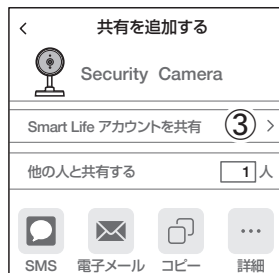 共有を追加する
Security Camera
Smart Life アカウントを共有 ③
他の人と共有する 1 人
SMS 電子メール コピー 詳細